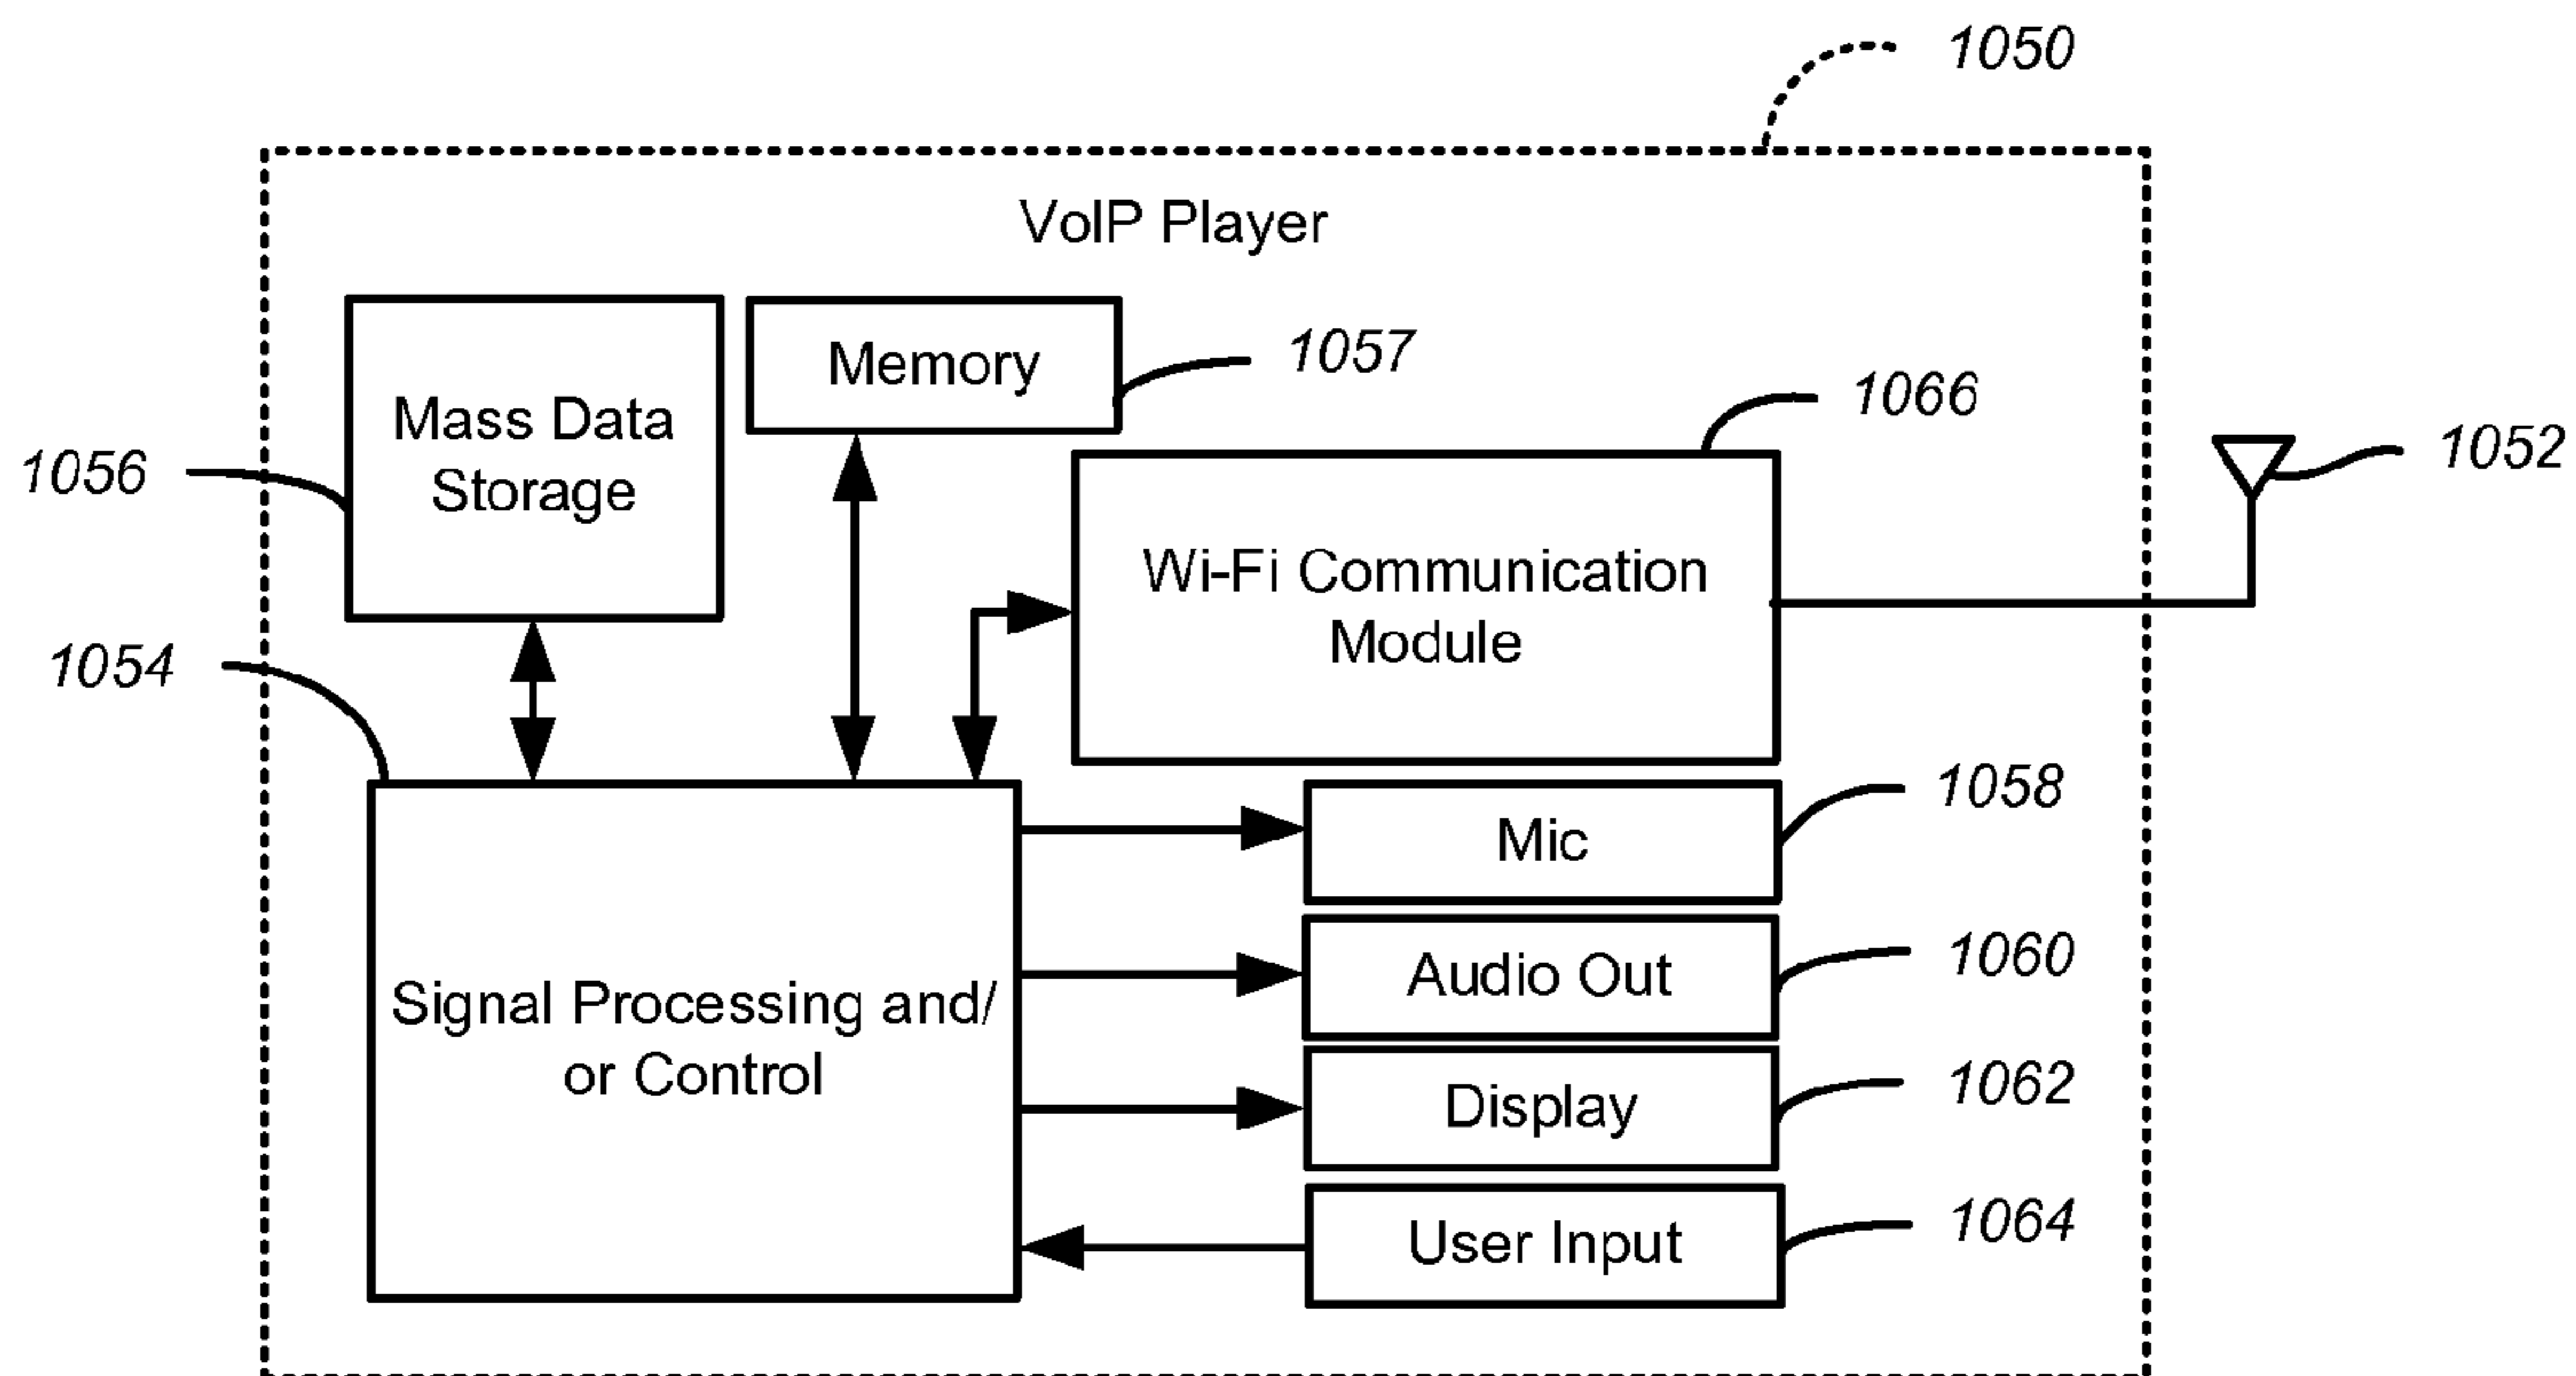 1050
VoIP Player
Memory
1057
Mass Data
Storage
1056
1066
1052
Wi-Fi Communication
Module
1054
Mic
1058
Signal Processing and/
or Control
Audio Out
1060
Display
1062
User Input
1064